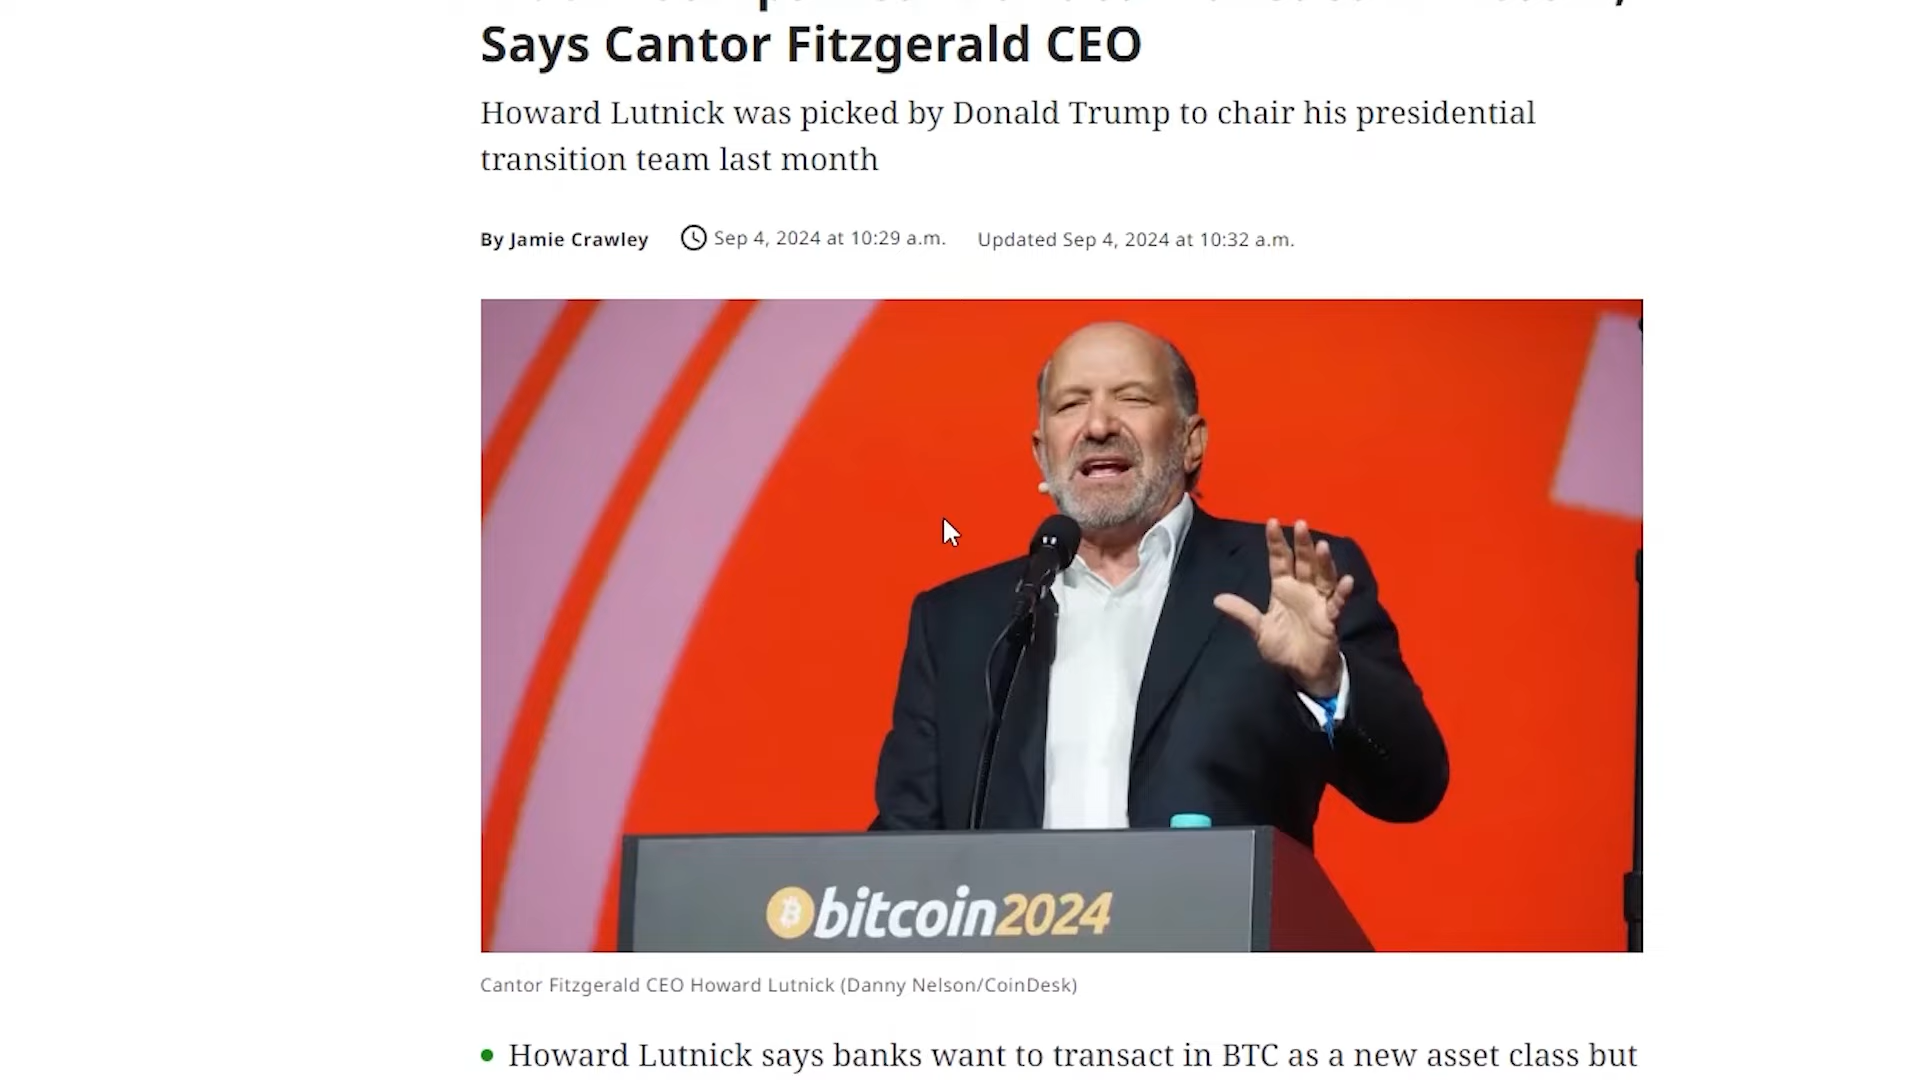 Says Cantor Fitzgerald CEO
Howard Lutnick was picked by Donald Trump to chair his presidential
transition team last month
By Jamie Crawley Sep 4, 2024 at 10:29 a.m. Updated Sep 4, 2024 at 10:32 a.m.
bitcoin2024
Cantor Fitzgerald CEO Howard Lutnick (Danny Nelson/CoinDesk)
Howard Lutnick says banks want to transact in BTC as a new asset class but